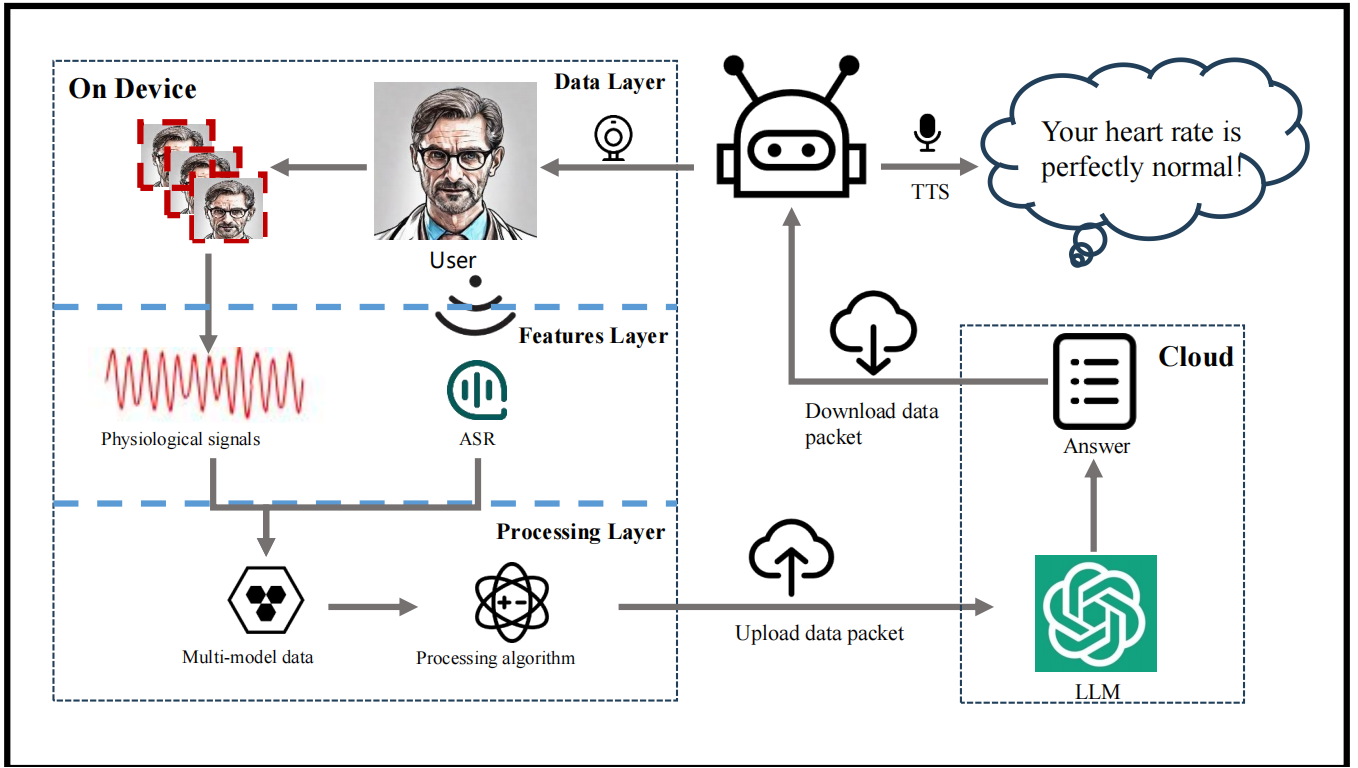 On Device
Data Layer
User
TTS
Your heart rate is
perfectly normal!
Features Layer
Physiological signals
ASR
Processing Layer
Multi-model data
Processing algorithm
Download data
packet
Upload data packet
Cloud
Answer
LLM